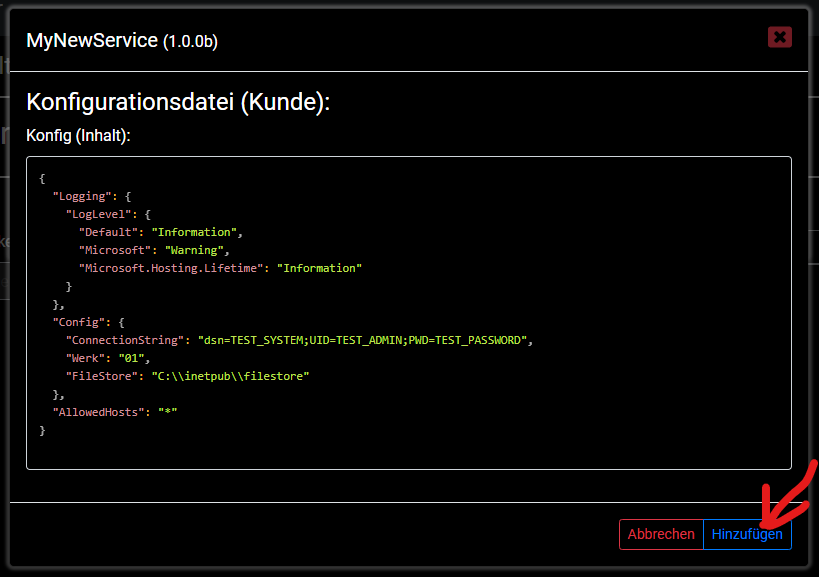 MyNewService (1.0.0b)
Konfigurationsdatei (Kunde):
Konfig (Inhalt):
{
  "Logging": {
    "LogLevel": {
      "Default": "Information",
      "Microsoft": "Warning",
      "Microsoft.Hosting.Lifetime": "Information"
    }
  },
  "Config": {
    "ConnectionString": "dsn=TEST_SYSTEM;UID=TEST_ADMIN;PWD=TEST_PASSWORD",
    "Werk": "01",
    "FileStore": "C:\\inetpub\\filestore"
  },
  "AllowedHosts": "*"
}
Abbrechen Hinzufügen